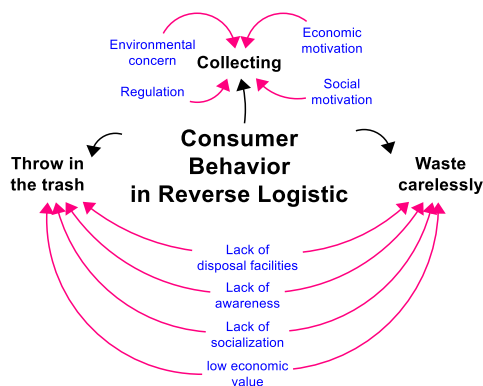 Environmental
concern
Economic
motivation
Collecting
Regulation
Social
motivation
Consumer
Behavior
in Reverse Logistic
Throw in
the trash
Waste
carelessly
Lack of
disposal facilities
Lack of
awareness
Lack of
socialization
low economic
value